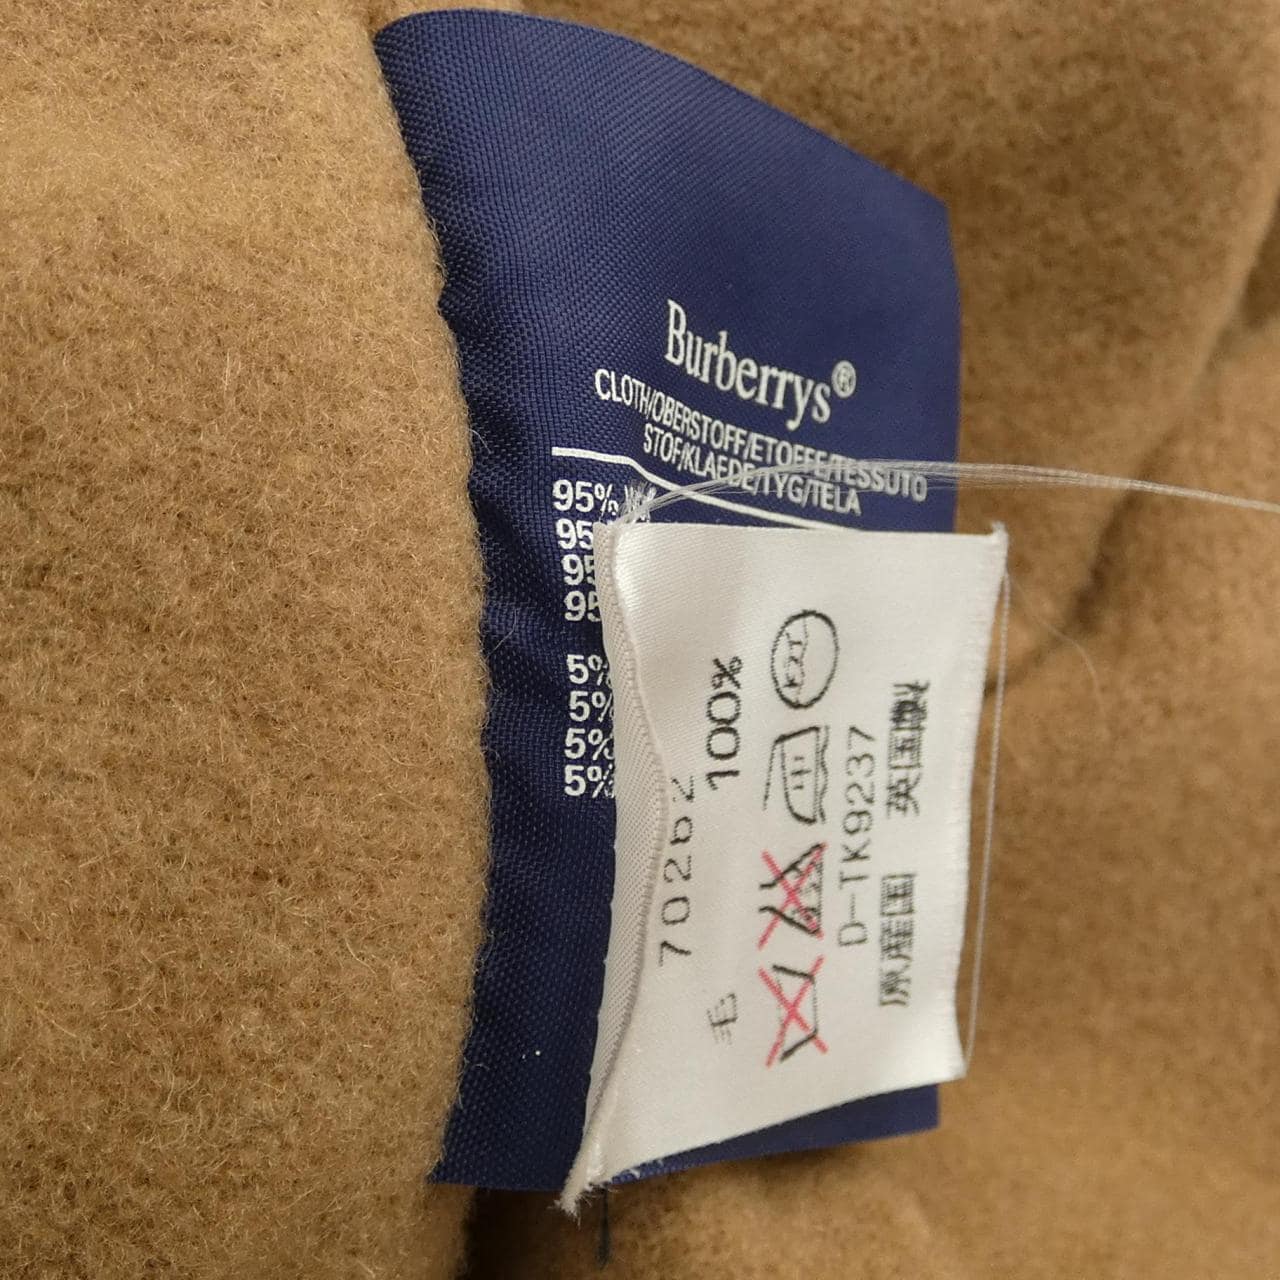 Burberrys®
CLOTH/OBERSTOFF/ETOFFE/TESSUTO
STOF/KLAEDE/TYG/TELA
95%
95
95
95
5%
5%
5%
5%
70262
毛 100%
D-TK9237
原産国 英国製